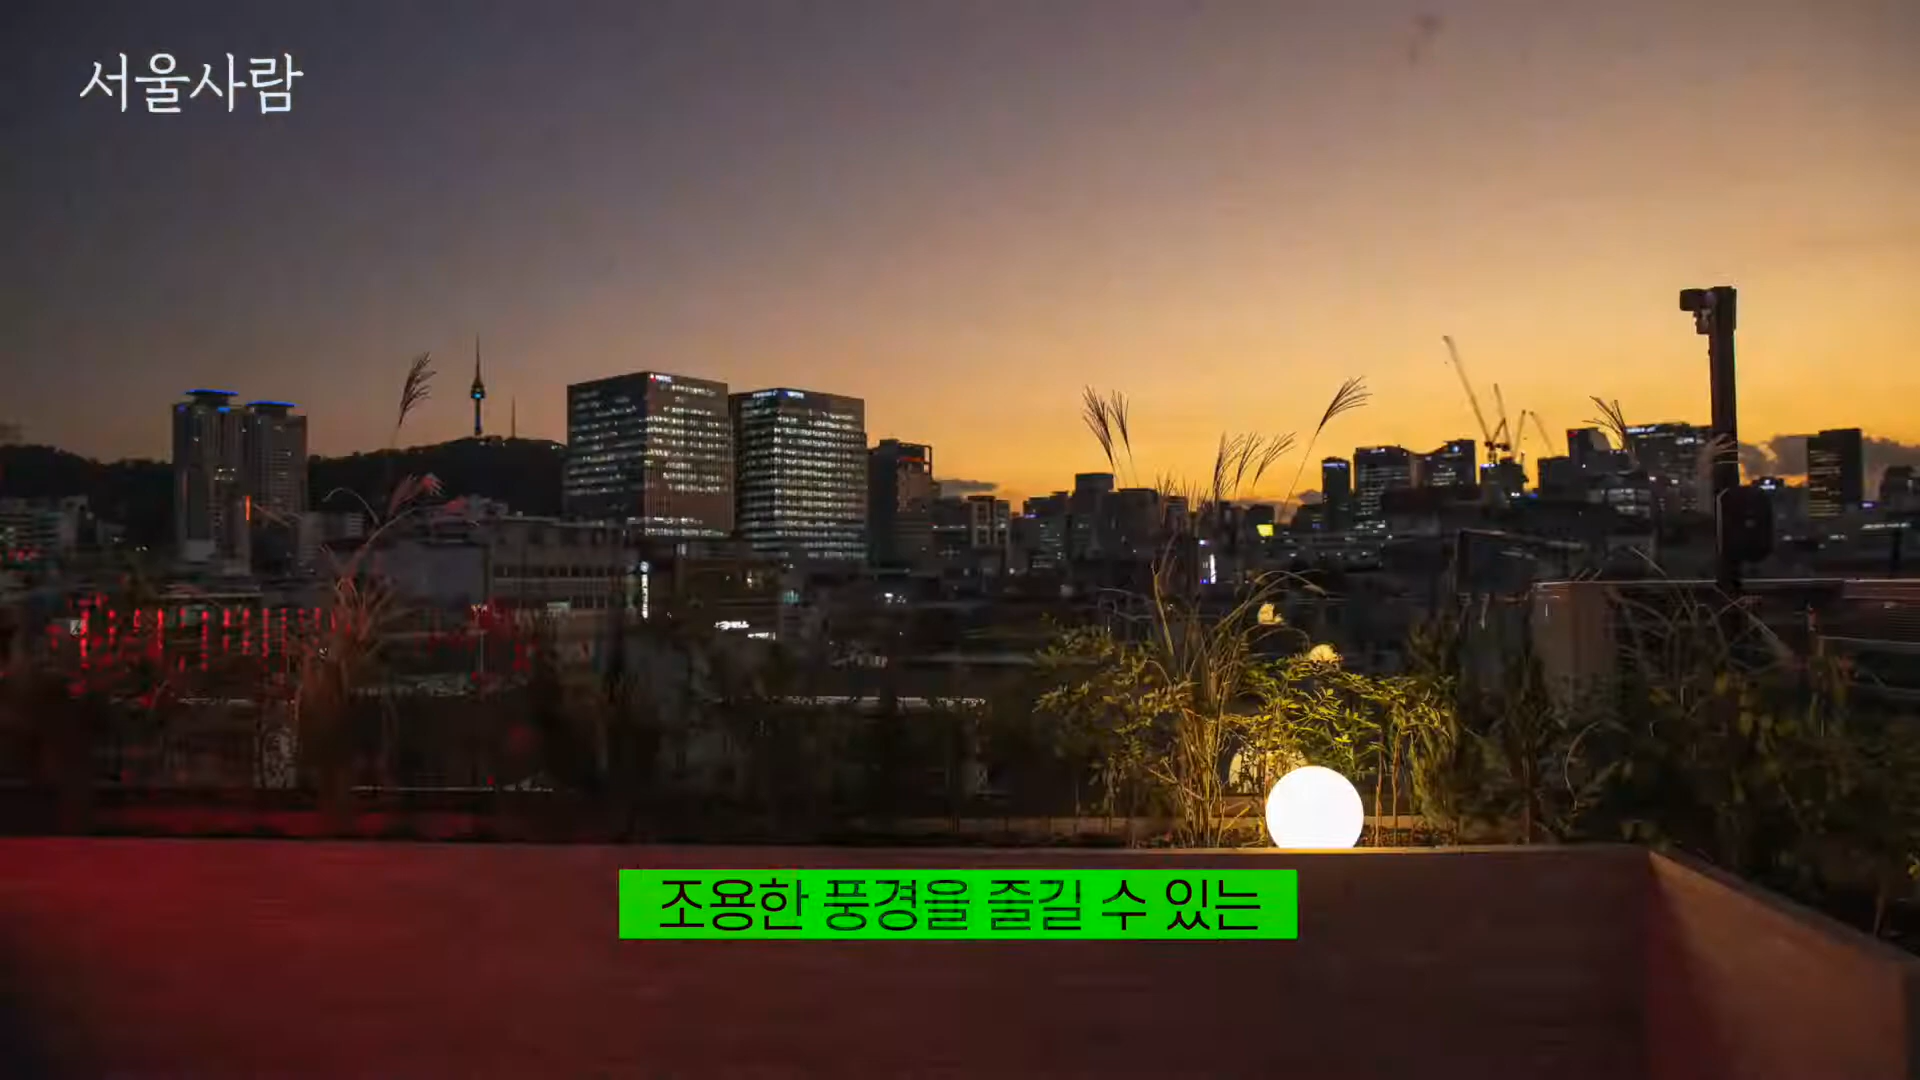 서울사람
조용한 풍경을 즐길 수 있는